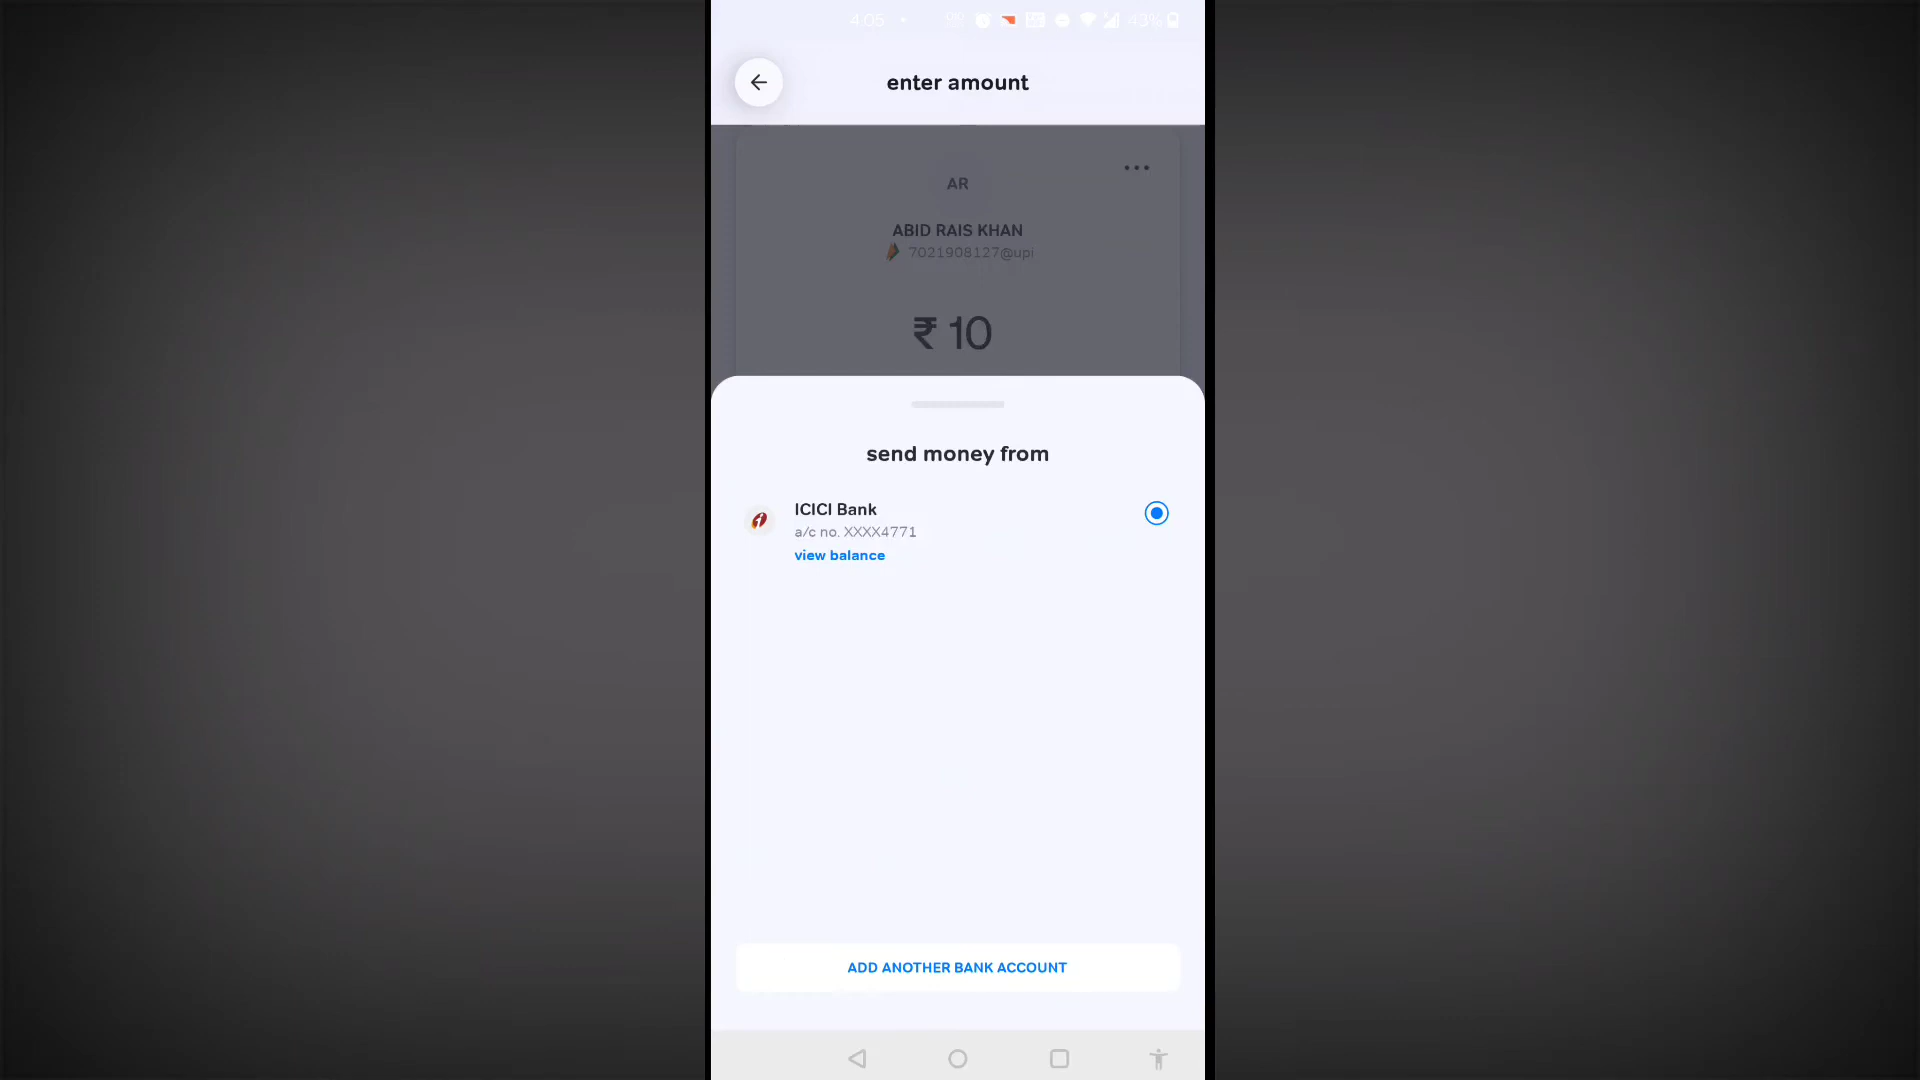 4:05
43%
enter amount
AR
ABID RAIS KHAN
7021908127@upi
₹ 10
send money from
ICICI Bank
a/c no. XXXX4771
view balance
ADD ANOTHER BANK ACCOUNT